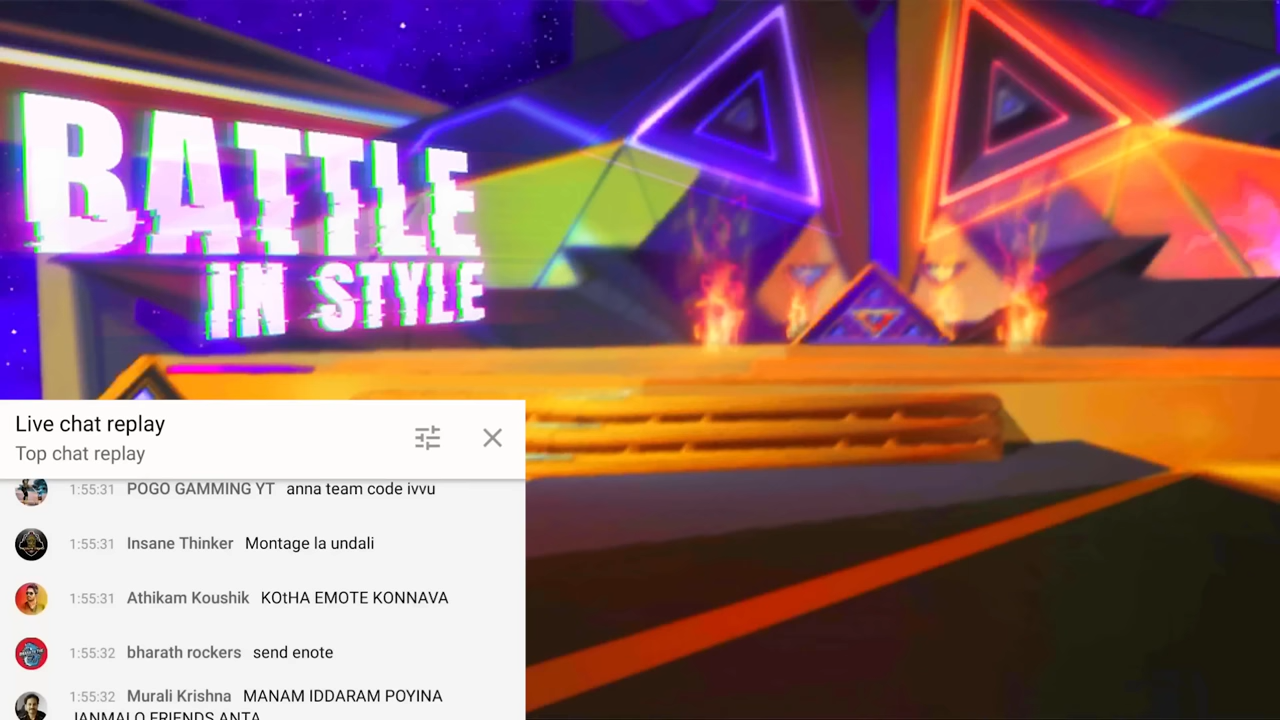 BATTLE
IN STYLE
Live chat replay
Top chat replay
1:55:31 POGO GAMMING YT anna team code ivvu
1:55:31 Insane Thinker Montage la undali
1:55:31 Athikam Koushik KOtHA EMOTE KONNAVA
1:55:32 bharath rockers send enote
1:55:32 Murali Krishna MANAM IDDARAM POYINA
JANMALO FRIENDS ANTA